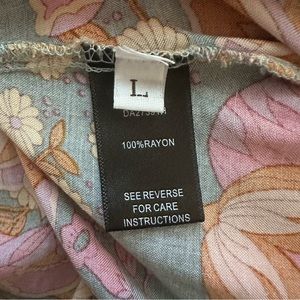 L
100%RAYON
SEE REVERSE
FOR CARE
INSTRUCTIONS